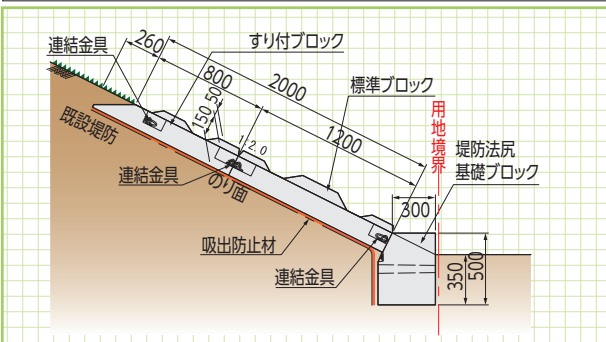 260
連結金具
すり付ブロック
800
2000
50
150
標準ブロック
1200
用地境界
既設堤防
1:2.0
堤防法尻
基礎ブロック
連結金具
のり面
300
吹出防止材
連結金具
350
500